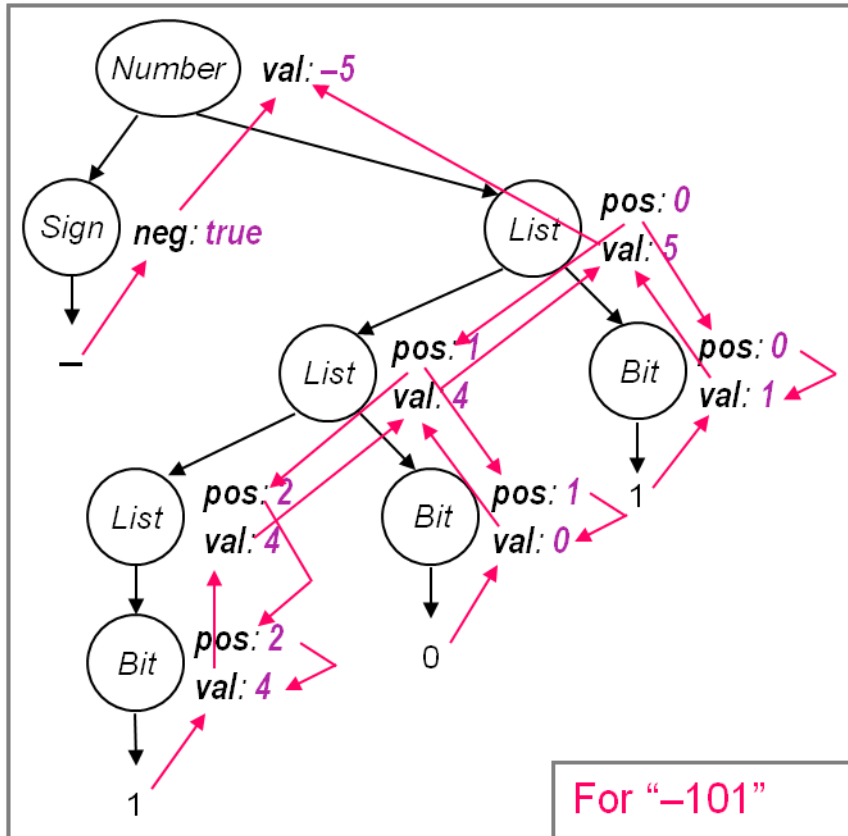 Number val: –5
Sign neg: true
List pos: 0
val: 5
–
List pos: 1
val: 4
Bit pos: 0
val: 1
List pos: 2
val: 4
Bit pos: 1
val: 0
1
Bit pos: 2
val: 4
0
1
For “–101”